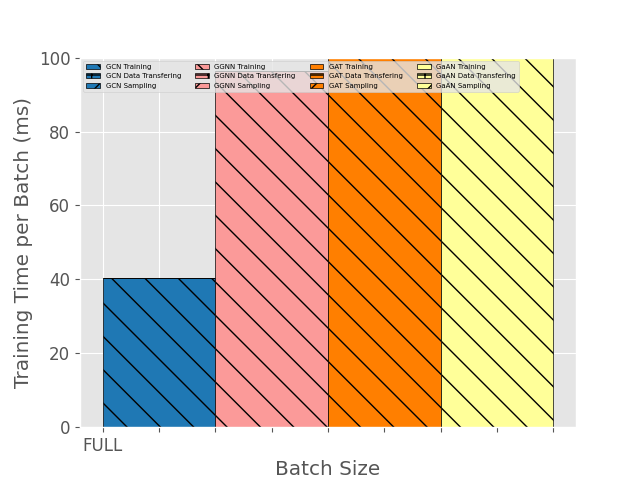 GCN Training GGNN Training GAT Training GaAN Training
GCN Data Transfering GGNN Data Transfering GAT Data Transfering GaAN Data Transfering
GCN Sampling GGNN Sampling GAT Sampling GaAN Sampling
Training Time per Batch (ms)
100
80
60
40
20
0
FULL
Batch Size